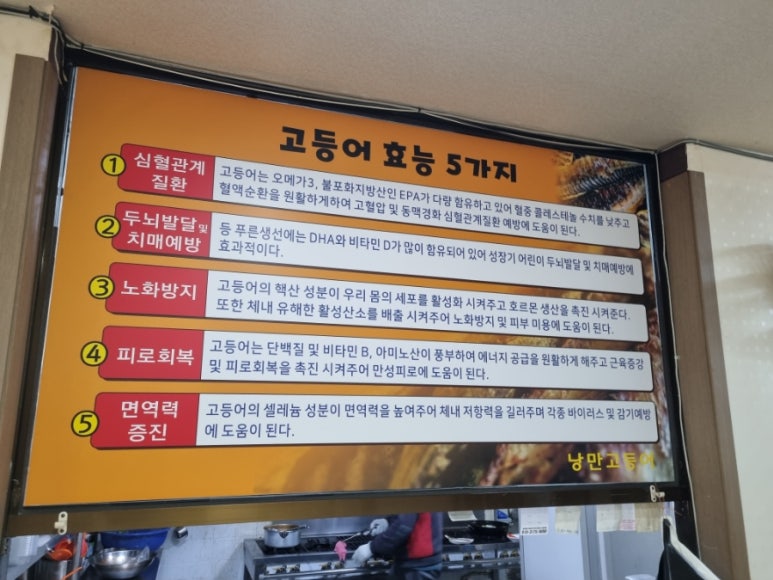 고등어 효능 5가지
1 심혈관계
질환
고등어는 오메가3, 불포화지방산인 EPA가 다량 함유하고 있어 혈중 콜레스테놀 수치를 낮추고
혈액순환을 원활하게하여 고혈압 및 동맥경화 심혈관계질환 예방에 도움이 된다.
2 두뇌발달 및
치매예방
등 푸른생선에는 DHA와 비타민 D가 많이 함유되어 있어 성장기 어린이 두뇌발달 및 치매예방에
효과적이다.
3 노화방지
고등어의 핵산 성분이 우리 몸의 세포를 활성화 시켜주고 호르몬 생산을 촉진 시켜준다.
또한 체내 유해한 활성산소를 배출 시켜주어 노화방지 및 피부 미용에 도움이 된다.
4 피로회복
고등어는 단백질 및 비타민 B, 아미노산이 풍부하여 에너지 공급을 원활하게 해주고 근육증강
및 피로회복을 촉진 시켜주어 만성피로에 도움이 된다.
5 면역력
증진
고등어의 셀레늄 성분이 면역력을 높여주어 체내 저항력을 길러주며 각종 바이러스 및 감기예방
에 도움이 된다.
낭만고등어